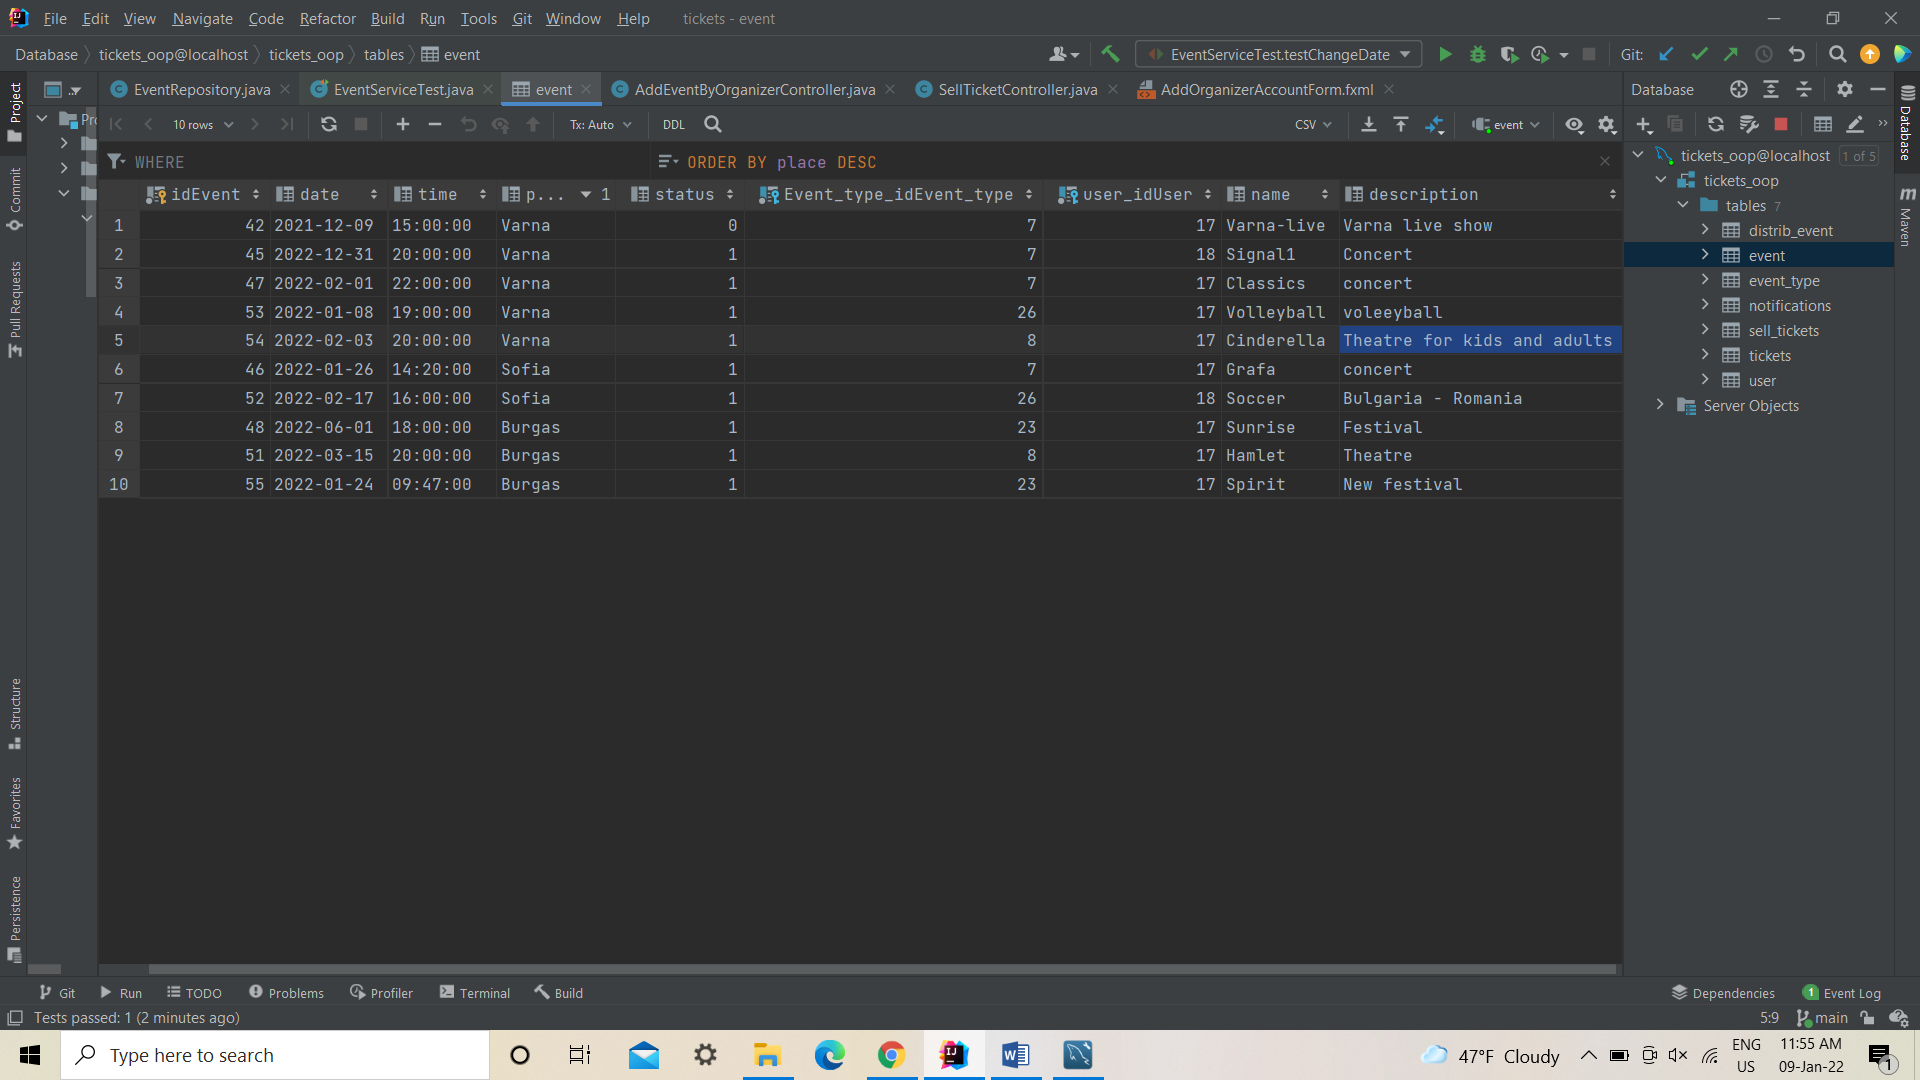 File Edit View Navigate Code Refactor Build Run Tools Git Window Help tickets - event
Database tickets_oop@localhost tickets_oop tables event EventServiceTest.testChangeDate Git:
EventRepository.java EventServiceTest.java event AddEventByOrganizerController.java SellTicketController.java AddOrganizerAccountForm.fxml Database
10 rows Tx: Auto DDL CSV event
WHERE ORDER BY place DESC
idEvent date time p... 1 status Event_type_idEvent_type user_idUser name description
1 42 2021-12-09 15:00:00 Varna 0 7 17 Varna-live Varna live show
2 45 2022-12-31 20:00:00 Varna 1 7 18 Signal1 Concert
3 47 2022-02-01 22:00:00 Varna 1 7 17 Classics concert
4 53 2022-01-08 19:00:00 Varna 1 26 17 Volleyball voleeyball
5 54 2022-02-03 20:00:00 Varna 1 8 17 Cinderella Theatre for kids and adults
6 46 2022-01-26 14:20:00 Sofia 1 7 17 Grafa concert
7 52 2022-02-17 16:00:00 Sofia 1 26 18 Soccer Bulgaria - Romania
8 48 2022-06-01 18:00:00 Burgas 1 23 17 Sunrise Festival
9 51 2022-03-15 20:00:00 Burgas 1 8 17 Hamlet Theatre
10 55 2022-01-24 09:47:00 Burgas 1 23 17 Spirit New festival
tickets_oop@localhost 1 of 5
tickets_oop
tables 7
distrib_event
event
event_type
notifications
sell_tickets
tickets
user
Server Objects
Project
Commit
Pull Requests
Structure
Favorites
Persistence
Pro
Database
Maven
Git Run TODO Problems Profiler Terminal Build Dependencies 1 Event Log
Tests passed: 1 (2 minutes ago) 5:9 main
Type here to search 47°F Cloudy ENG US 11:55 AM 09-Jan-22 1